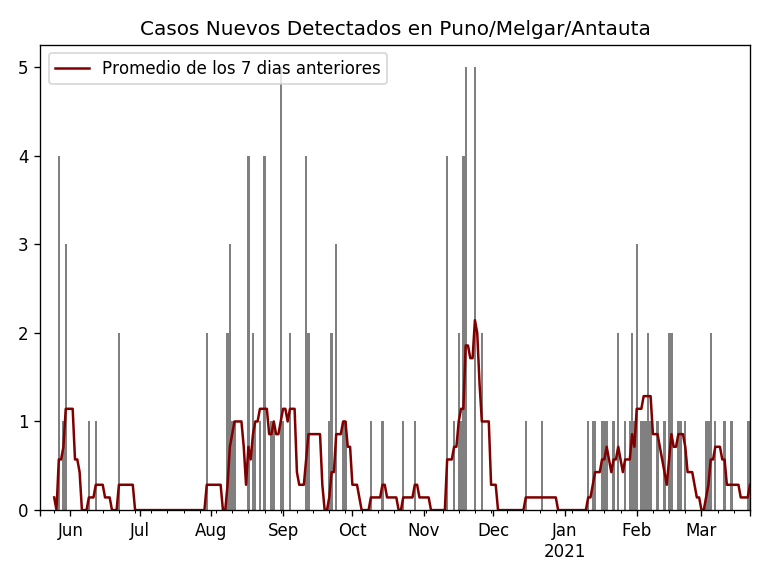 Casos Nuevos Detectados en Puno/Melgar/Antauta
Promedio de los 7 dias anteriores
5
4
3
2
1
0
Jun Jul Aug Sep Oct Nov Dec Jan Feb Mar
2021